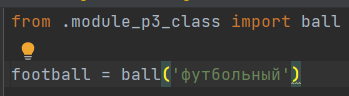 from .module_p3_class import ball
football = ball('футбольный')